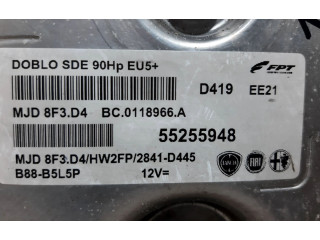 DOBLO SDE 90Hp EU5+
FPT
D419 EE21
MJD 8F3.D4 BC.0118966.A
55255948
MJD 8F3.D4/HW2FP/2841-D445
B88-B5L5P 12V=
FIAT